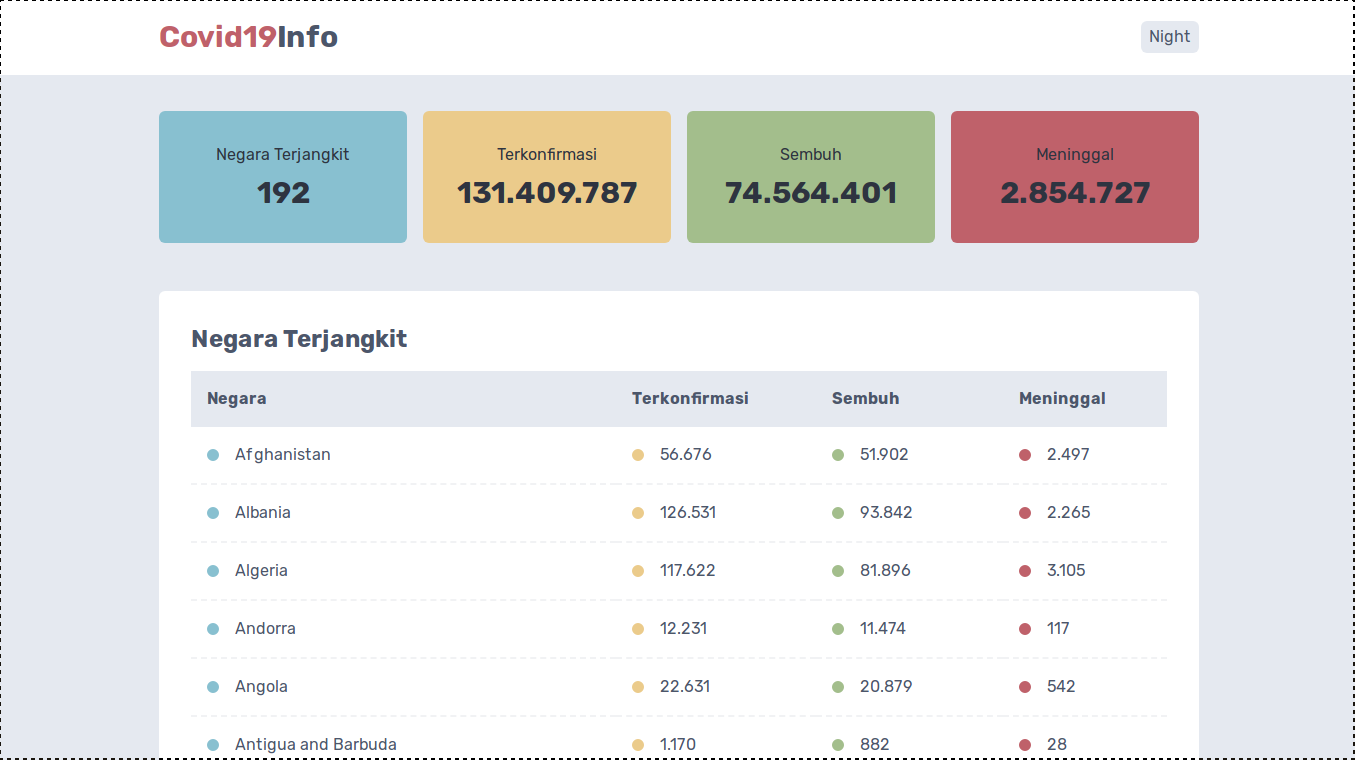 Covid19Info
Night
Negara Terjangkit
192
Terkonfirmasi
131.409.787
Sembuh
74.564.401
Meninggal
2.854.727
Negara Terjangkit
Negara Terkonfirmasi Sembuh Meninggal
Afghanistan 56.676 51.902 2.497
Albania 126.531 93.842 2.265
Algeria 117.622 81.896 3.105
Andorra 12.231 11.474 117
Angola 22.631 20.879 542
Antigua and Barbuda 1.170 882 28